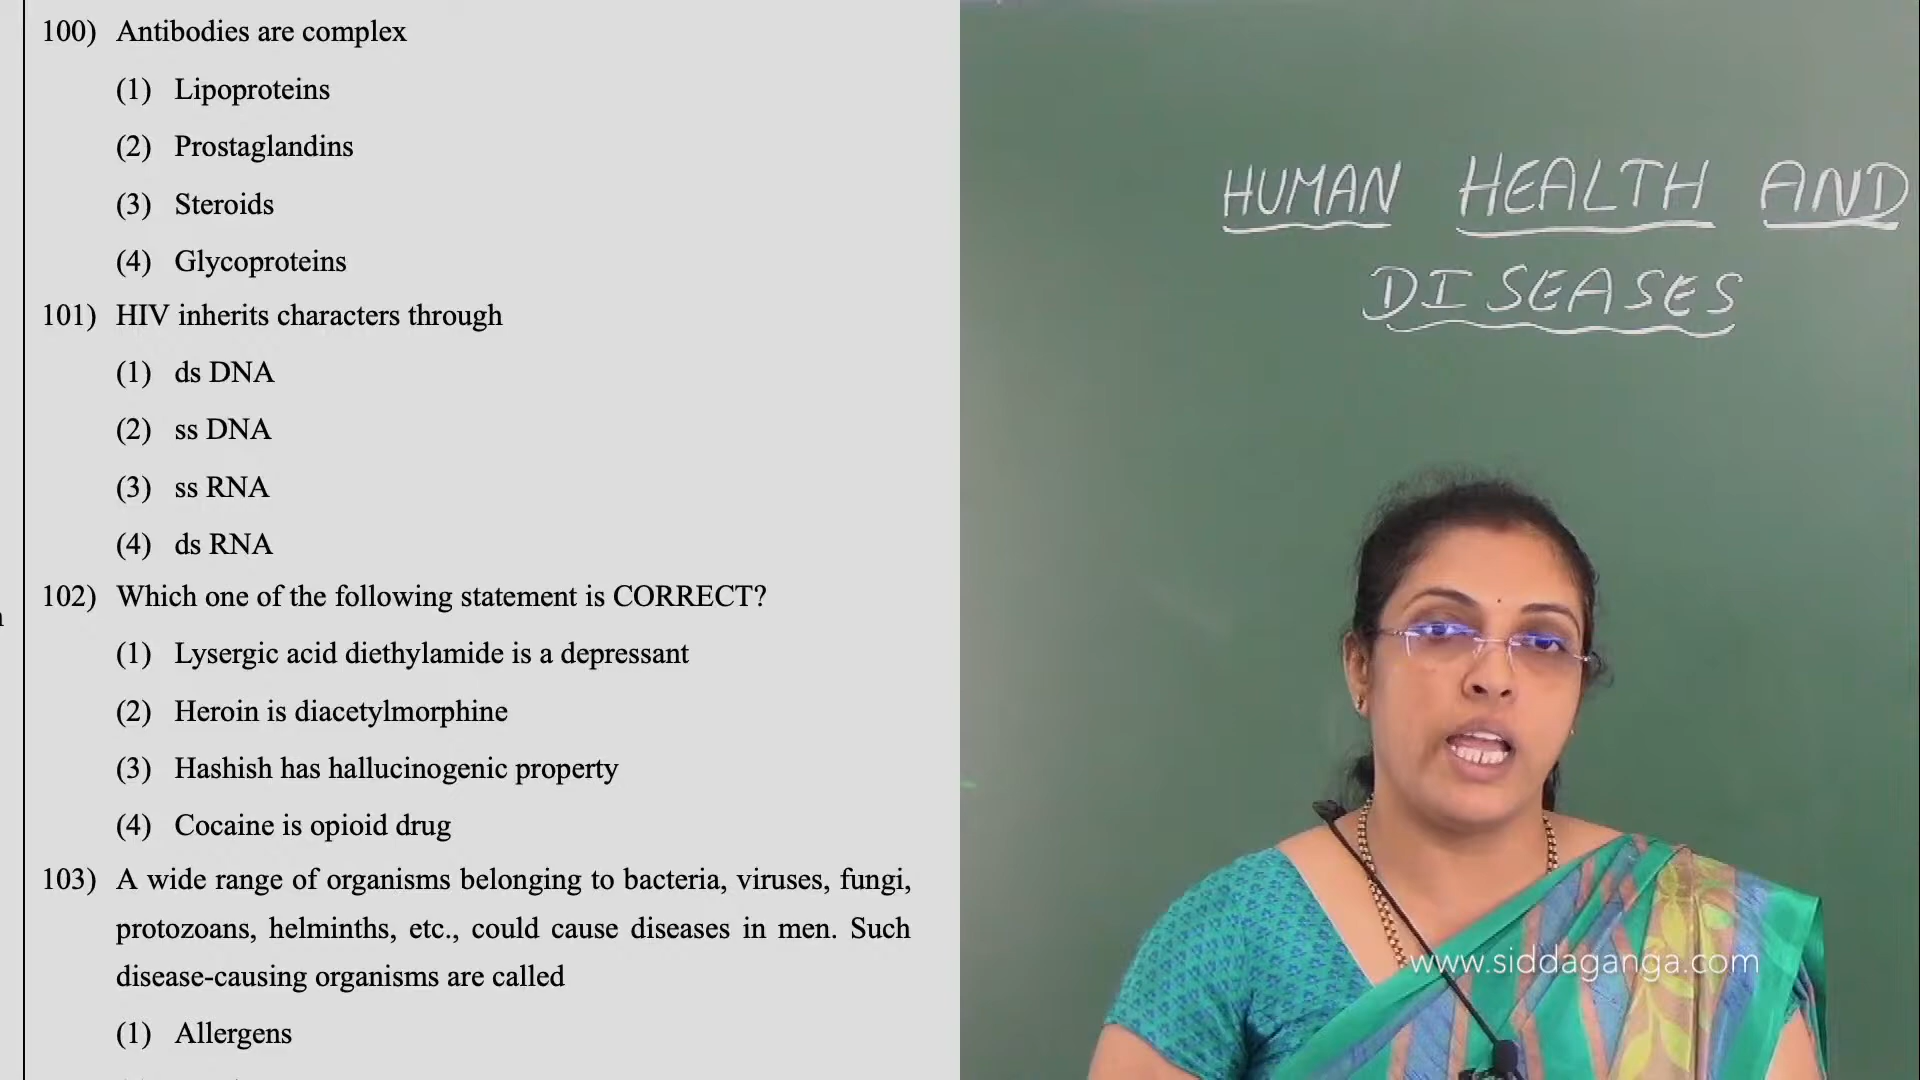 100) Antibodies are complex
(1) Lipoproteins
(2) Prostaglandins
(3) Steroids
(4) Glycoproteins
101) HIV inherits characters through
(1) ds DNA
(2) ss DNA
(3) ss RNA
(4) ds RNA
102) Which one of the following statement is CORRECT?
(1) Lysergic acid diethylamide is a depressant
(2) Heroin is diacetylmorphine
(3) Hashish has hallucinogenic property
(4) Cocaine is opioid drug
103) A wide range of organisms belonging to bacteria, viruses, fungi,
protozoans, helminths, etc., could cause diseases in men. Such
disease-causing organisms are called
(1) Allergens
HUMAN HEALTH AND
DISEASES
www.siddaganga.com